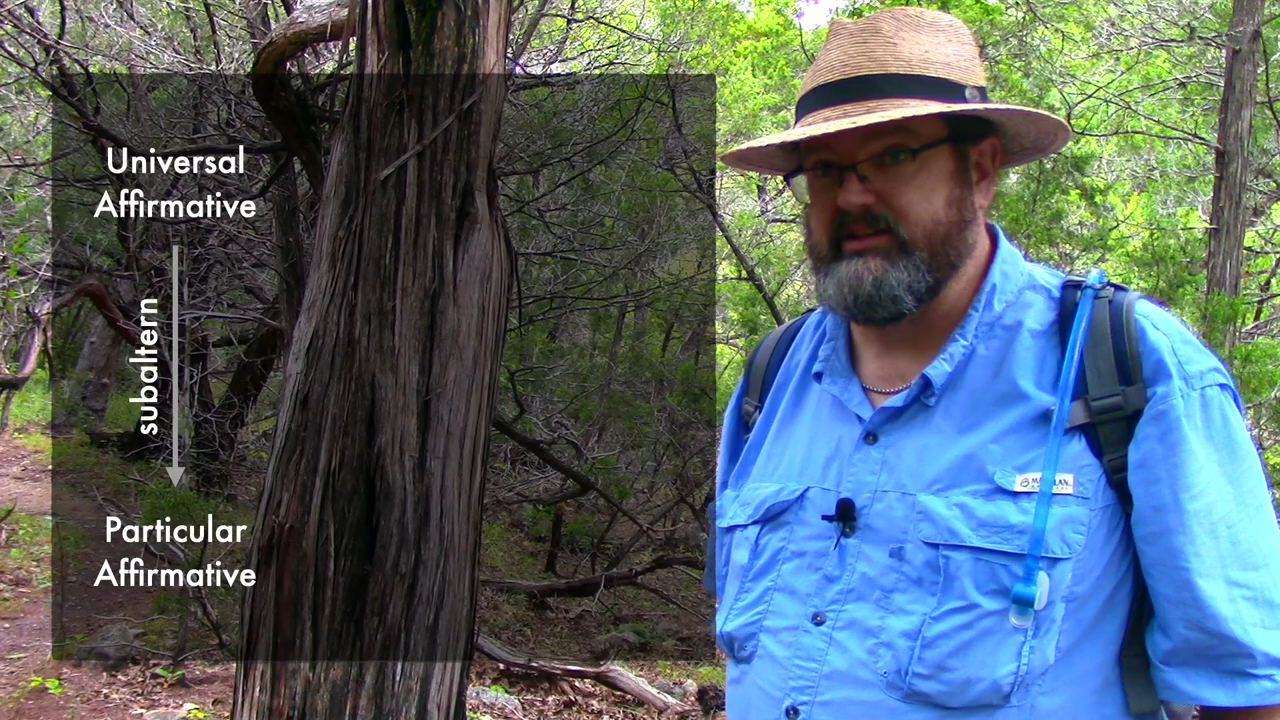 Universal
Affirmative
subaltern
Particular
Affirmative